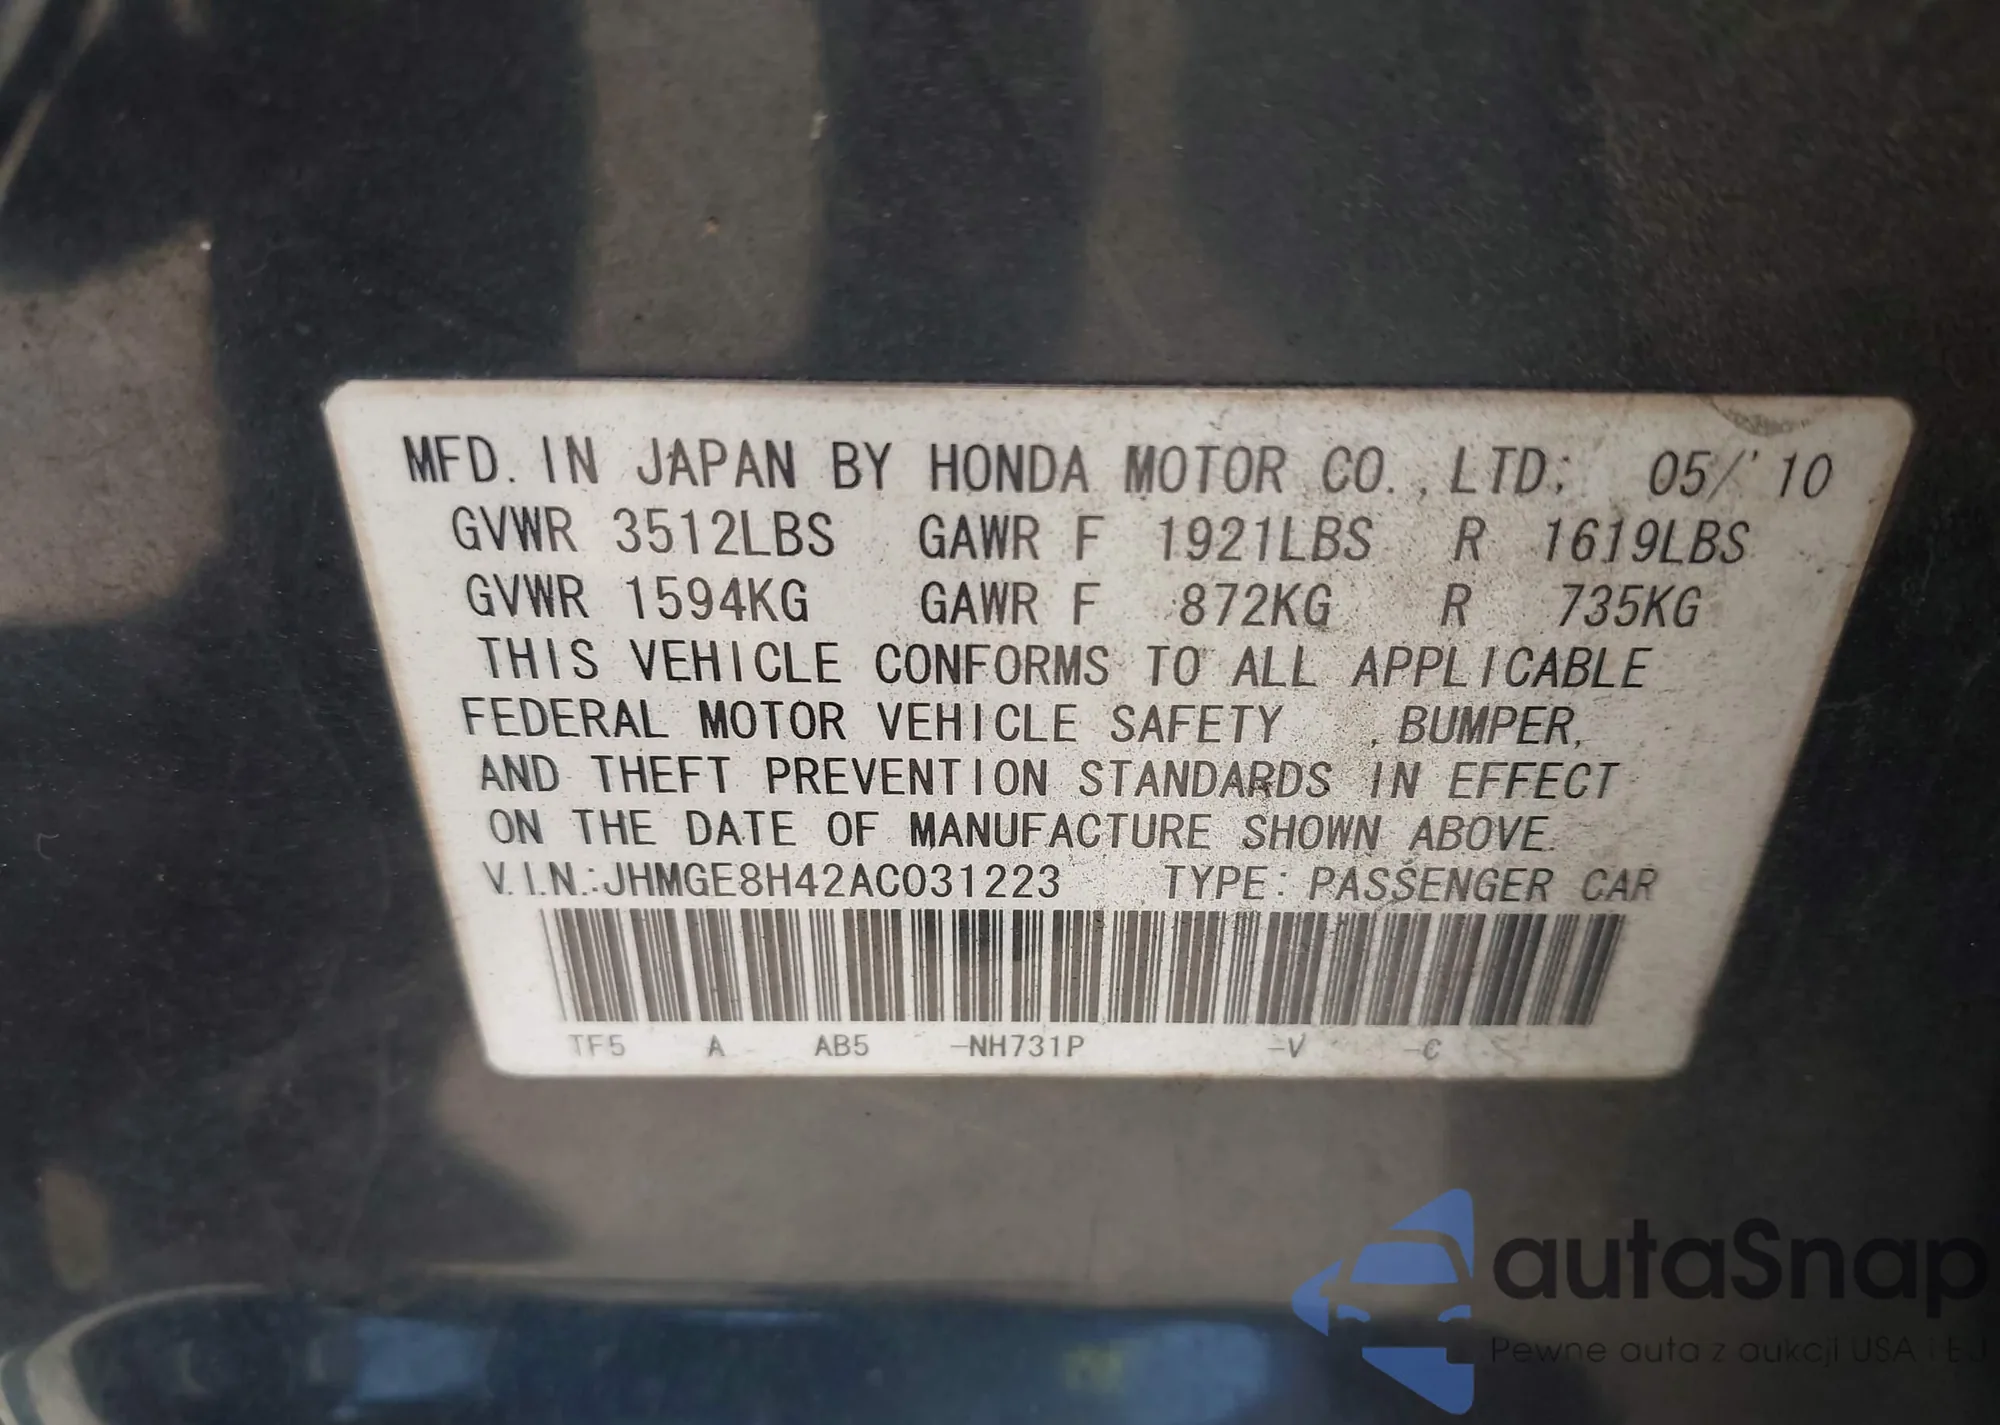 MFD. IN JAPAN BY HONDA MOTOR CO., LTD; 05/'10
GVWR 3512LBS GAWR F 1921LBS R 1619LBS
GVWR 1594KG GAWR F 872KG R 735KG
THIS VEHICLE CONFORMS TO ALL APPLICABLE
FEDERAL MOTOR VEHICLE SAFETY , BUMPER,
AND THEFT PREVENTION STANDARDS IN EFFECT
ON THE DATE OF MANUFACTURE SHOWN ABOVE.
V.I.N.:JHMGE8H42AC031223 TYPE: PASSENGER CAR
TF5 A AB5 -NH731P -V -C
autaSnap
Pewne auta z aukcji USA i EU